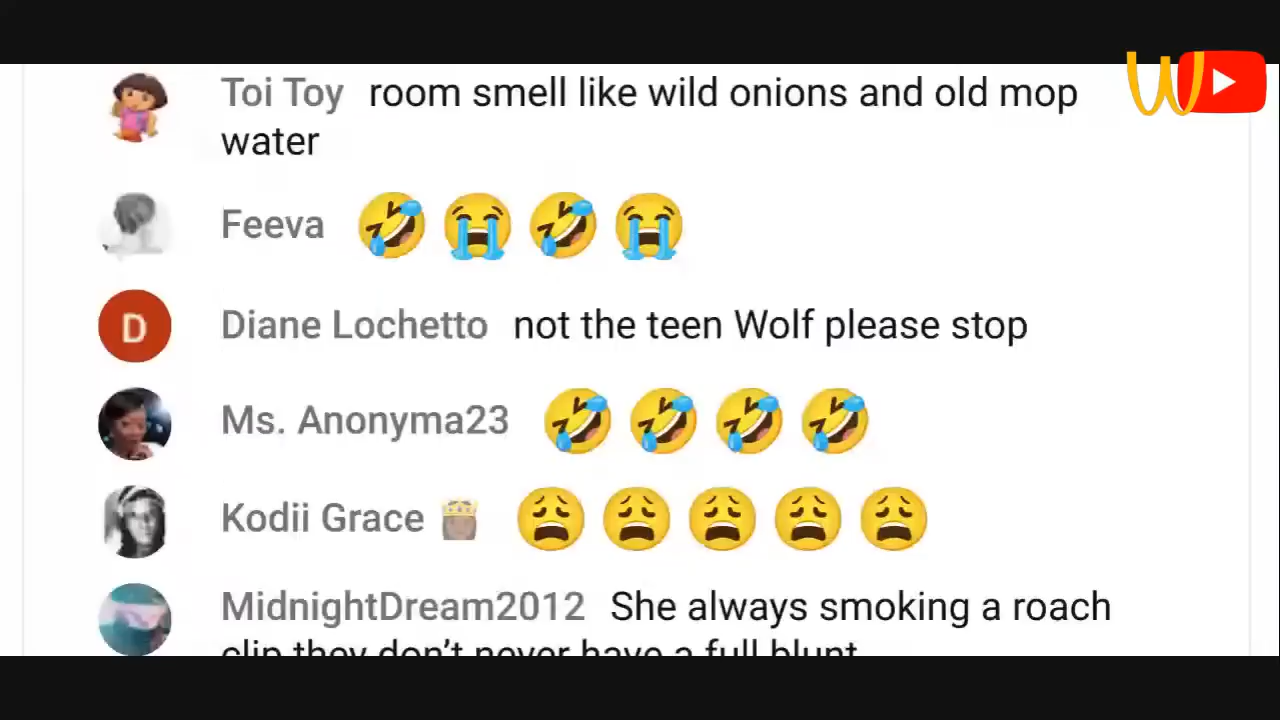 Toi Toy room smell like wild onions and old mop
water
Feeva 🤣😭🤣😭
D
Diane Lochetto not the teen Wolf please stop
Ms. Anonyma23 🤣🤣🤣🤣
Kodii Grace 👸🏽 😩😩😩😩😩
MidnightDream2012 She always smoking a roach
clip they don’t never have a full blunt